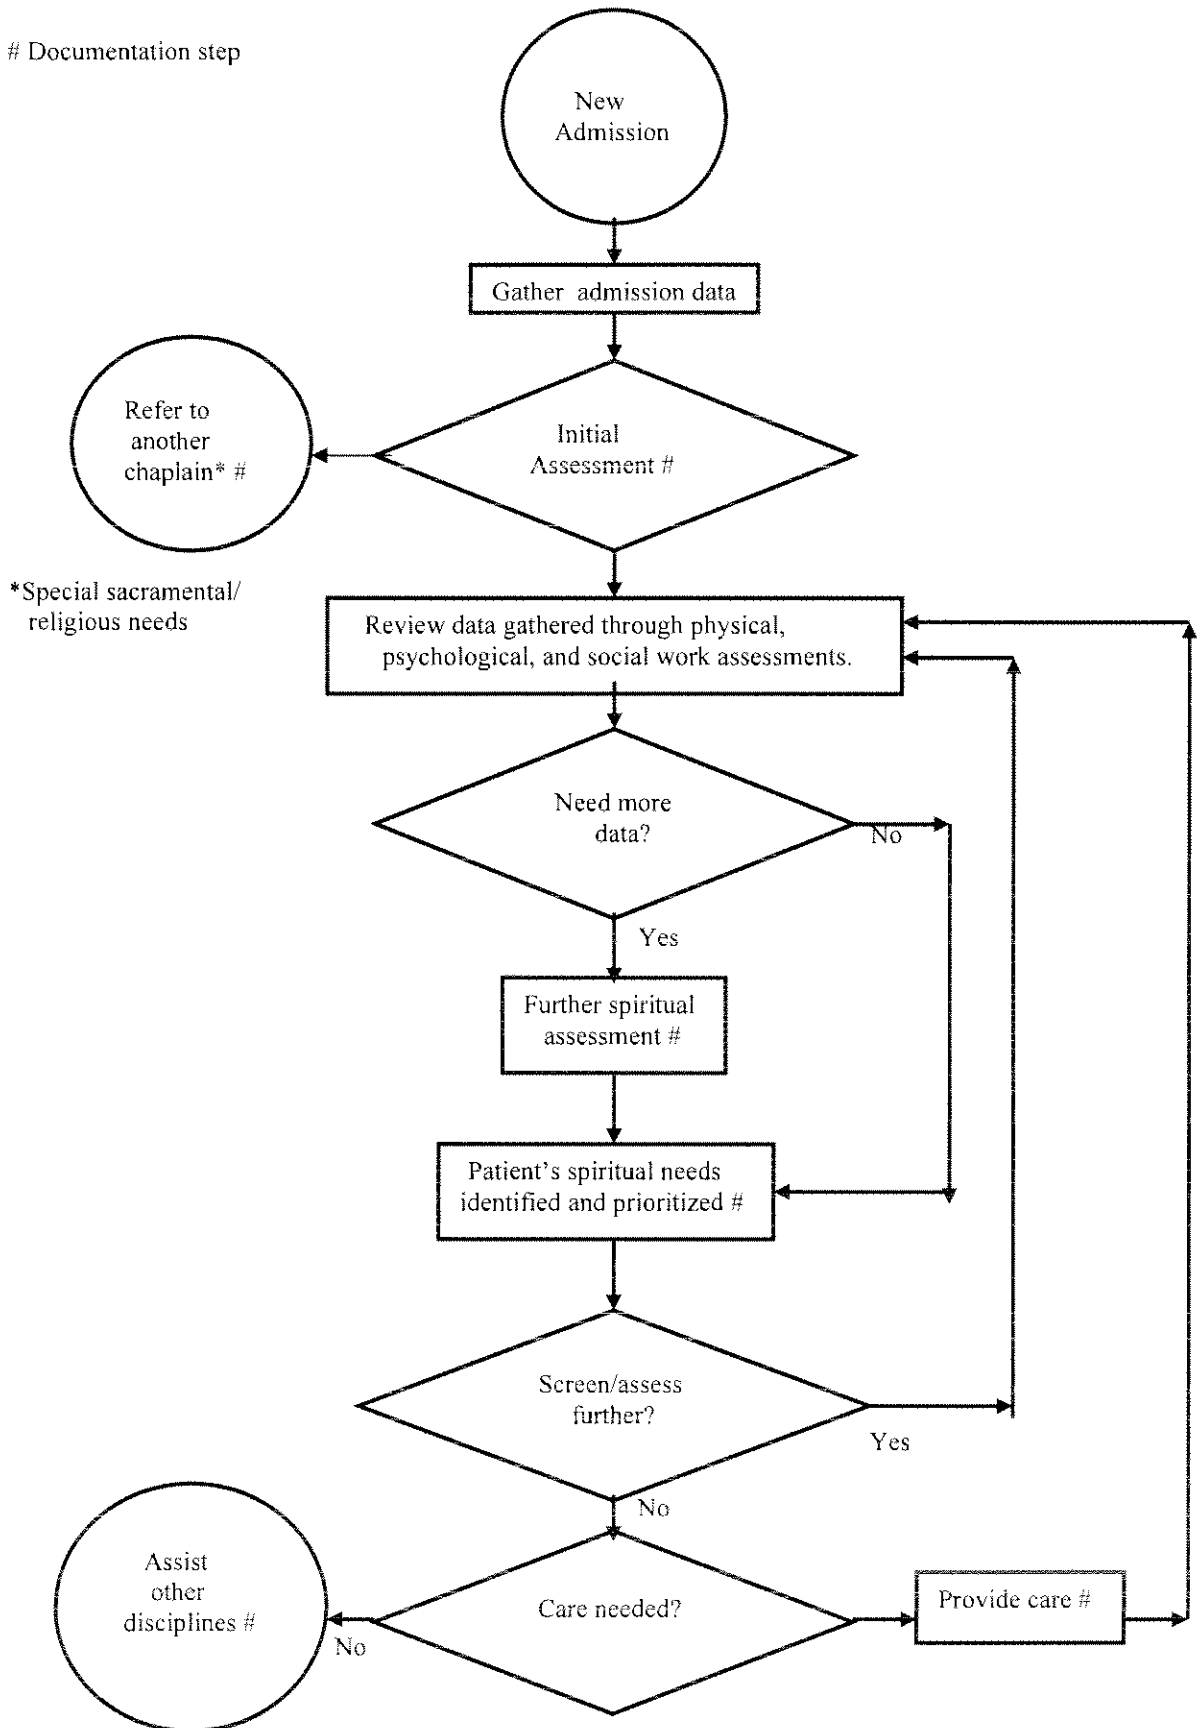 # Documentation step
New
Admission
Gather admission data
Refer to
another
chaplain* #
Initial
Assessment #
*Special sacramental/
religious needs
Review data gathered through physical,
psychological, and social work assessments.
Need more
data?
No
Yes
Further spiritual
assessment #
Patient's spiritual needs
identified and prioritized #
Screen/assess
further?
Yes
No
Assist
other
disciplines #
Care needed?
Provide care #
No